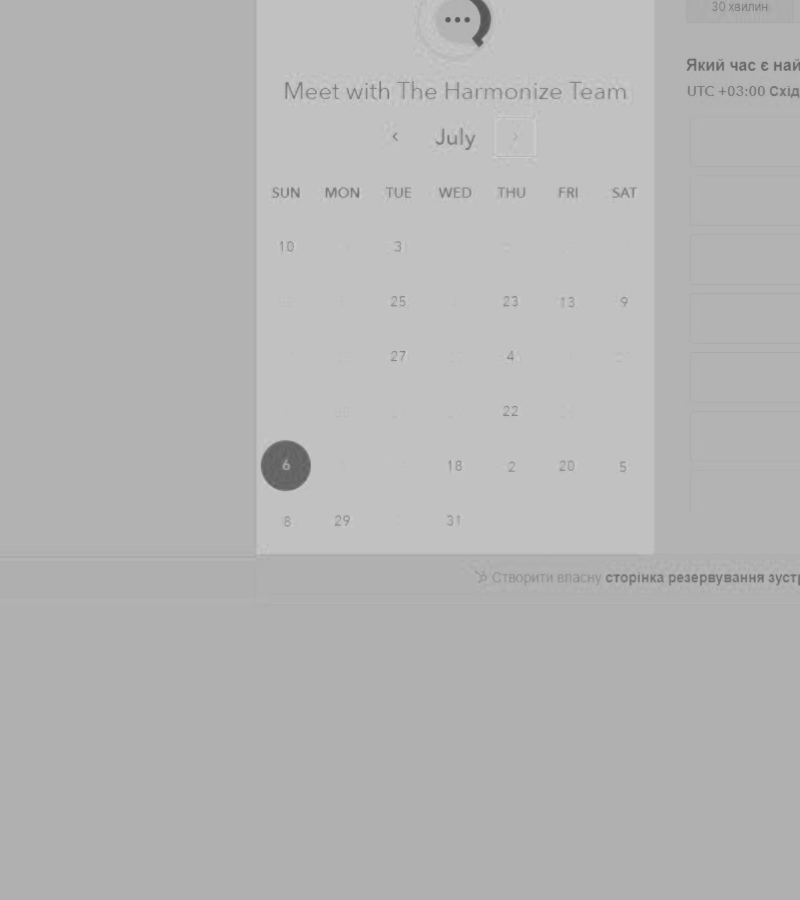 30 хвилин
Meet with The Harmonize Team
Який час є най
UTC +03:00 Схід
July
SUN MON TUE WED THU FRI SAT
10 3
25 23 13 9
27 4
22
6 18 2 20 5
8 29 31
Створити власну сторінка резервування зустр